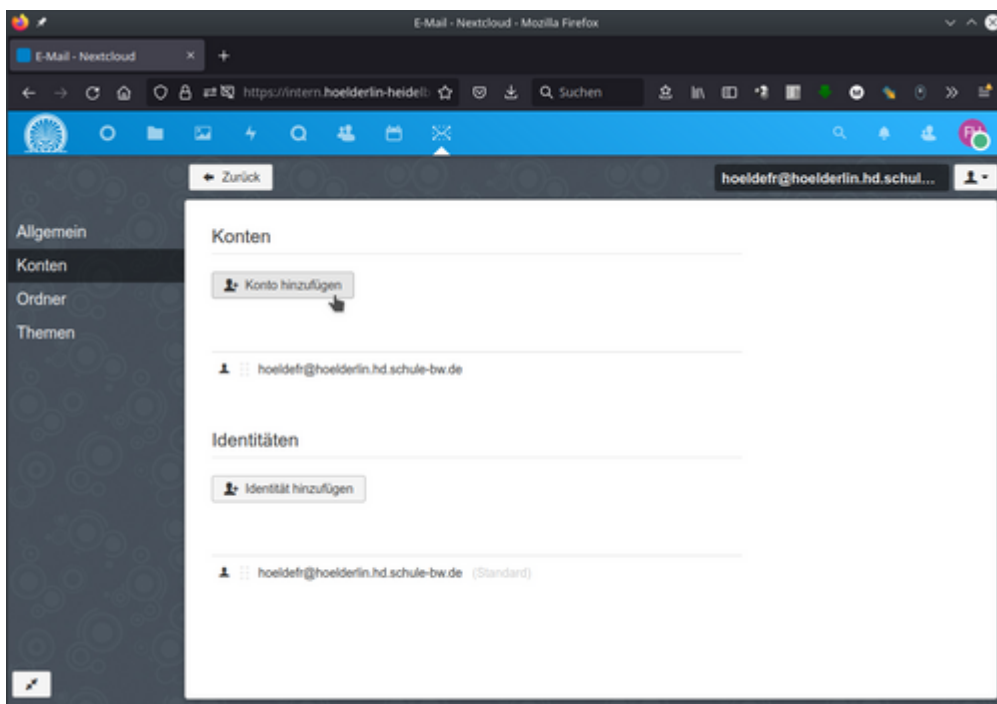 E-Mail - Nextcloud - Mozilla Firefox
E-Mail - Nextcloud
https://intern.hoelderlin-heidelb
Suchen
Zurück
hoeldefr@hoelderlin.hd.schul...
Allgemein
Konten
Ordner
Themen
Konten
Konto hinzufügen
hoeldefr@hoelderlin.hd.schule-bw.de
Identitäten
Identität hinzufügen
hoeldefr@hoelderlin.hd.schule-bw.de (Standard)